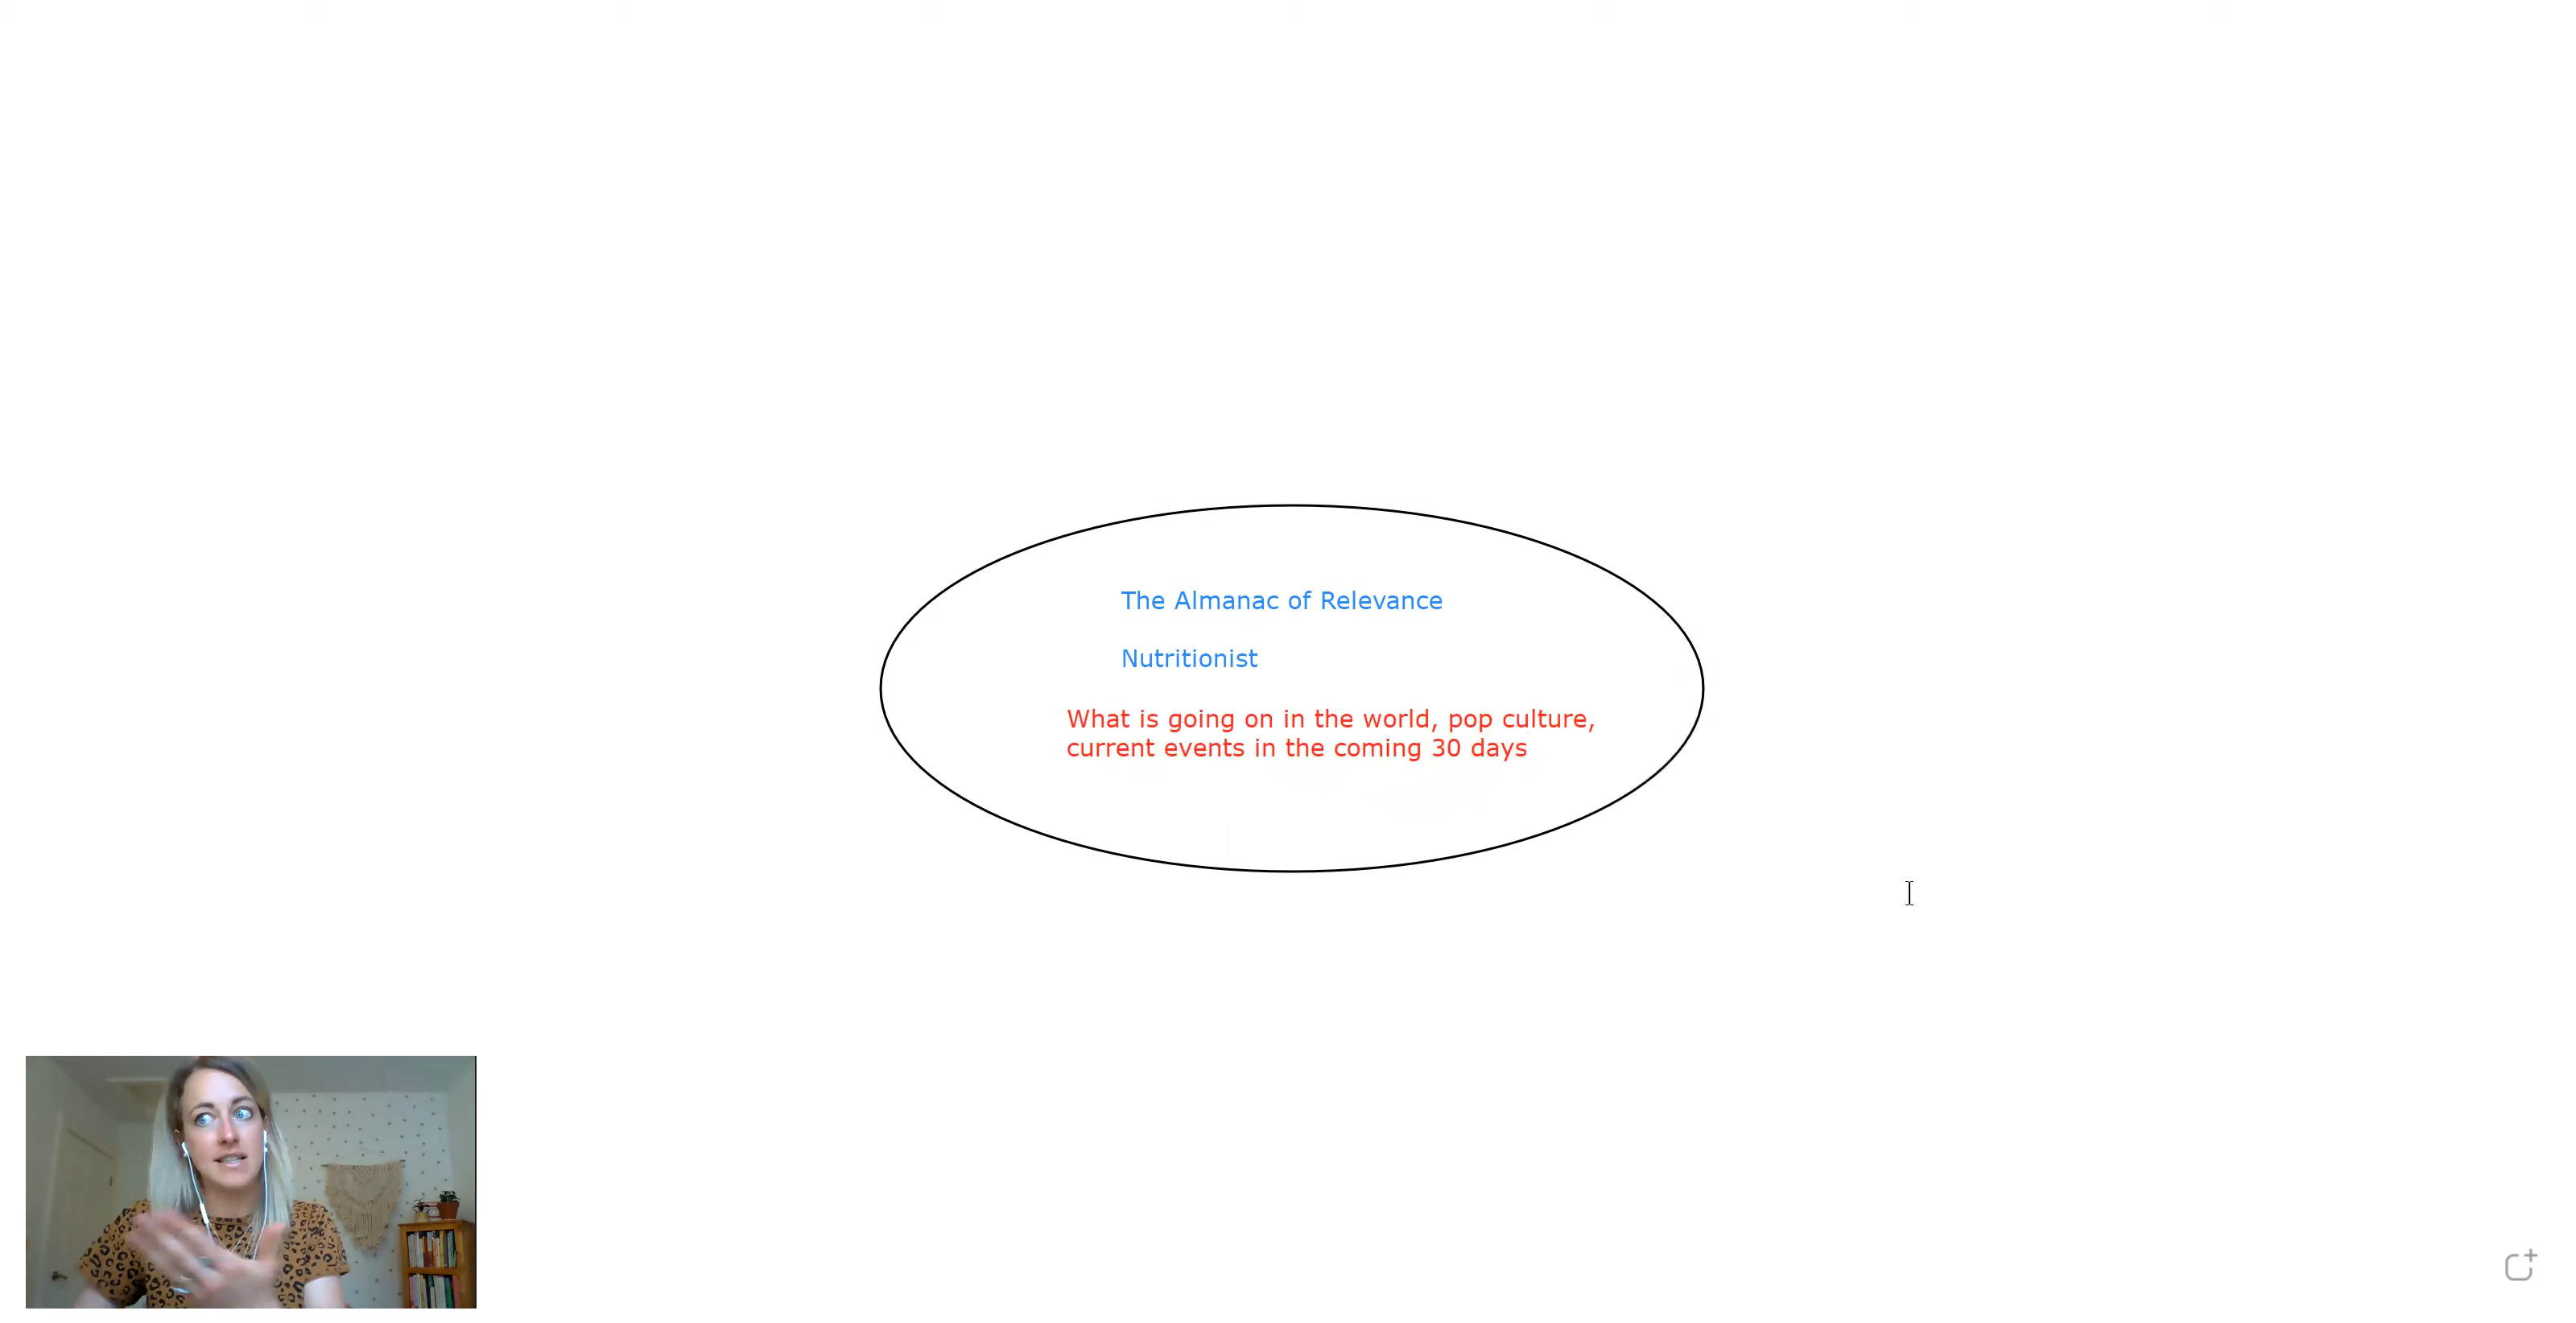 The Almanac of Relevance
Nutritionist
What is going on in the world, pop culture,
current events in the coming 30 days